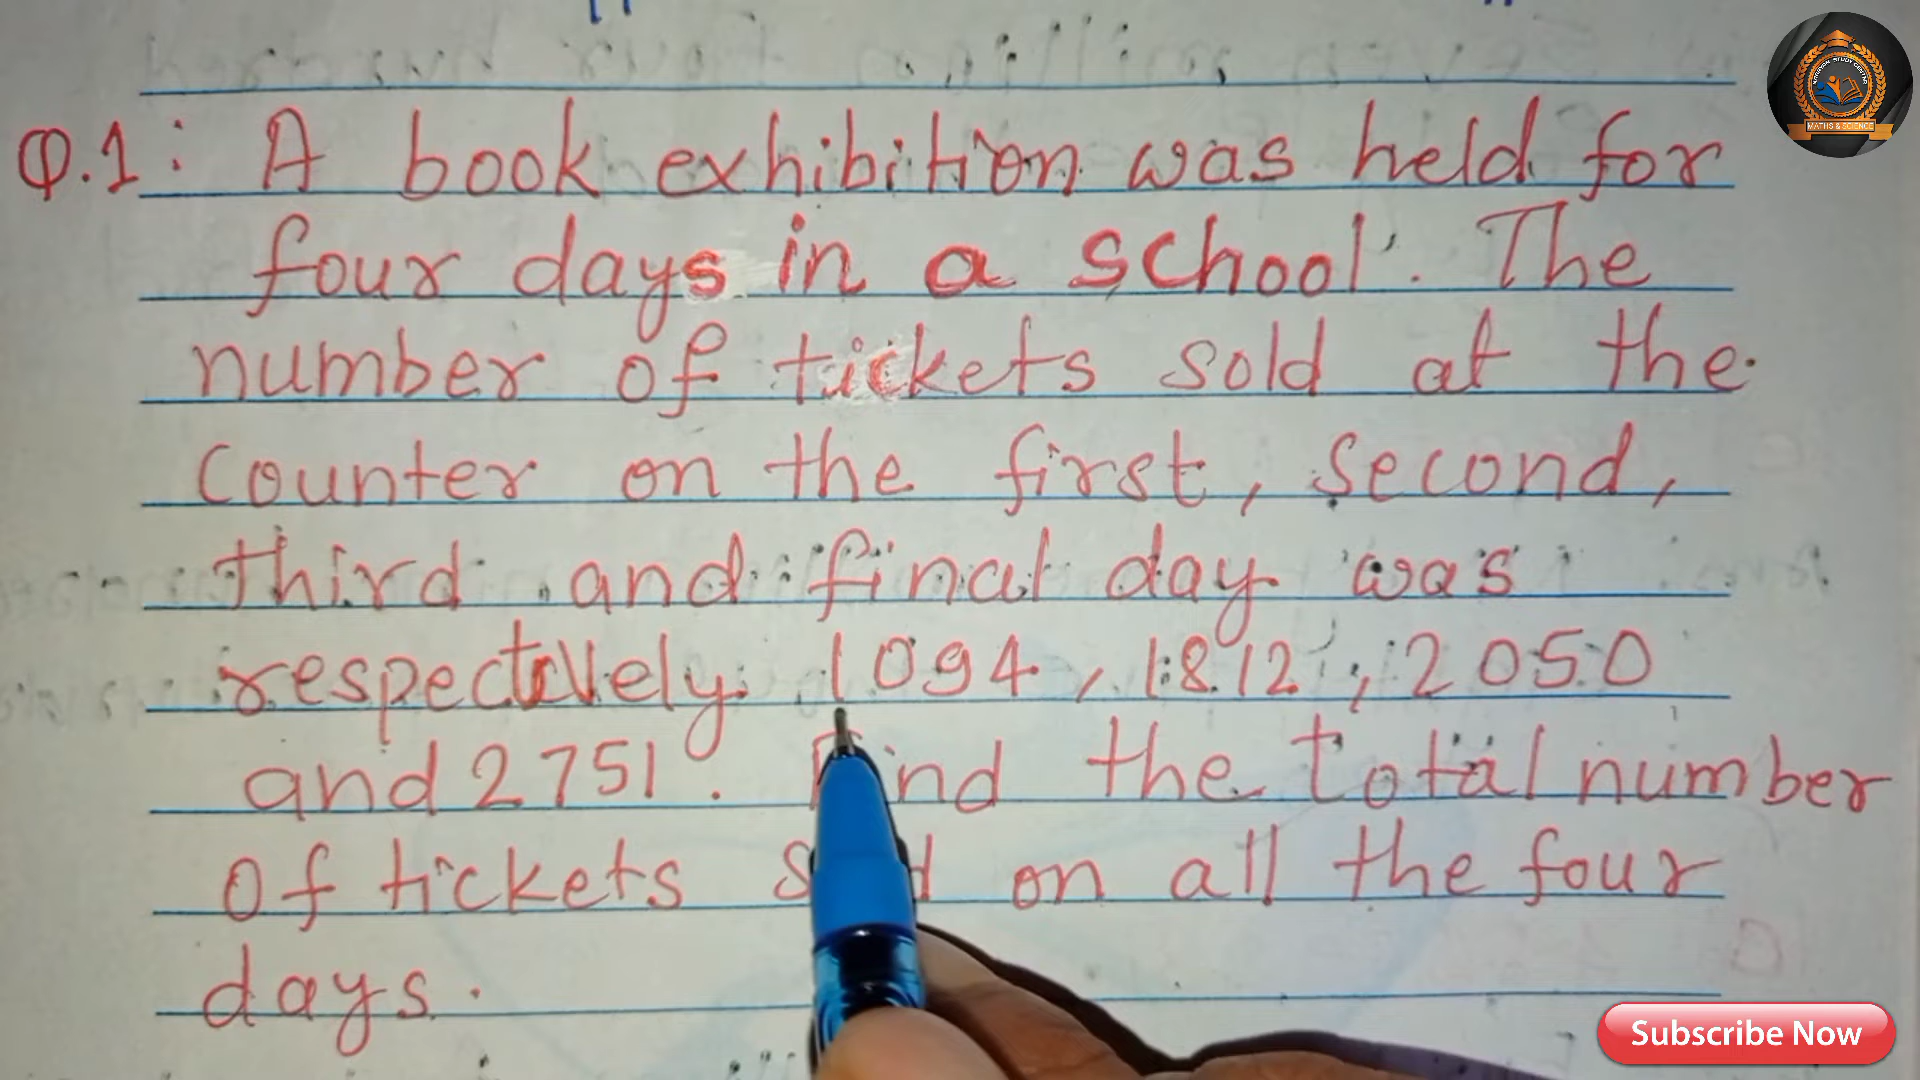 Q.1: A book exhibition was held for
four days in a school. The
number of tickets sold at the
counter on the first, second,
third and final day was
respectively 1094, 1812, 2050
and 2751. Find the total number
of tickets sold on all the four
days.
MATHS & SCIENCE
Subscribe Now